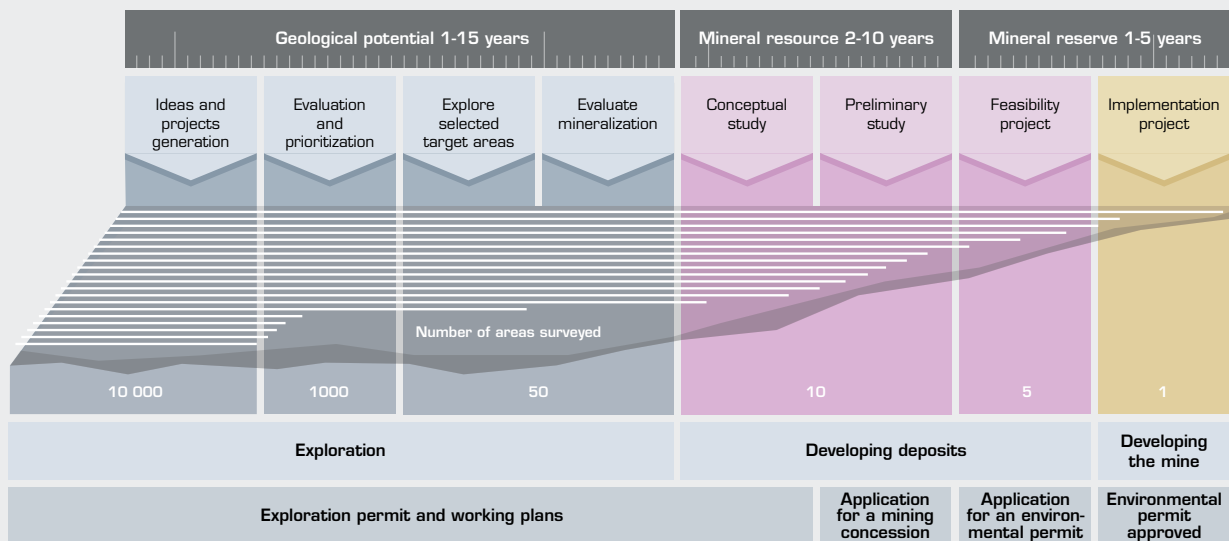 Geological potential 1-15 years
Mineral resource 2-10 years
Mineral reserve 1-5 years
Ideas and
projects
generation
Evaluation
and
prioritization
Explore
selected
target areas
Evaluate
mineralization
Conceptual
study
Preliminary
study
Feasibility
project
Implementation
project
Number of areas surveyed
10 000
1000
50
10
5
1
Exploration
Developing deposits
Developing
the mine
Exploration permit and working plans
Application
for a mining
concession
Application
for an environ-
mental permit
Environmental
permit
approved